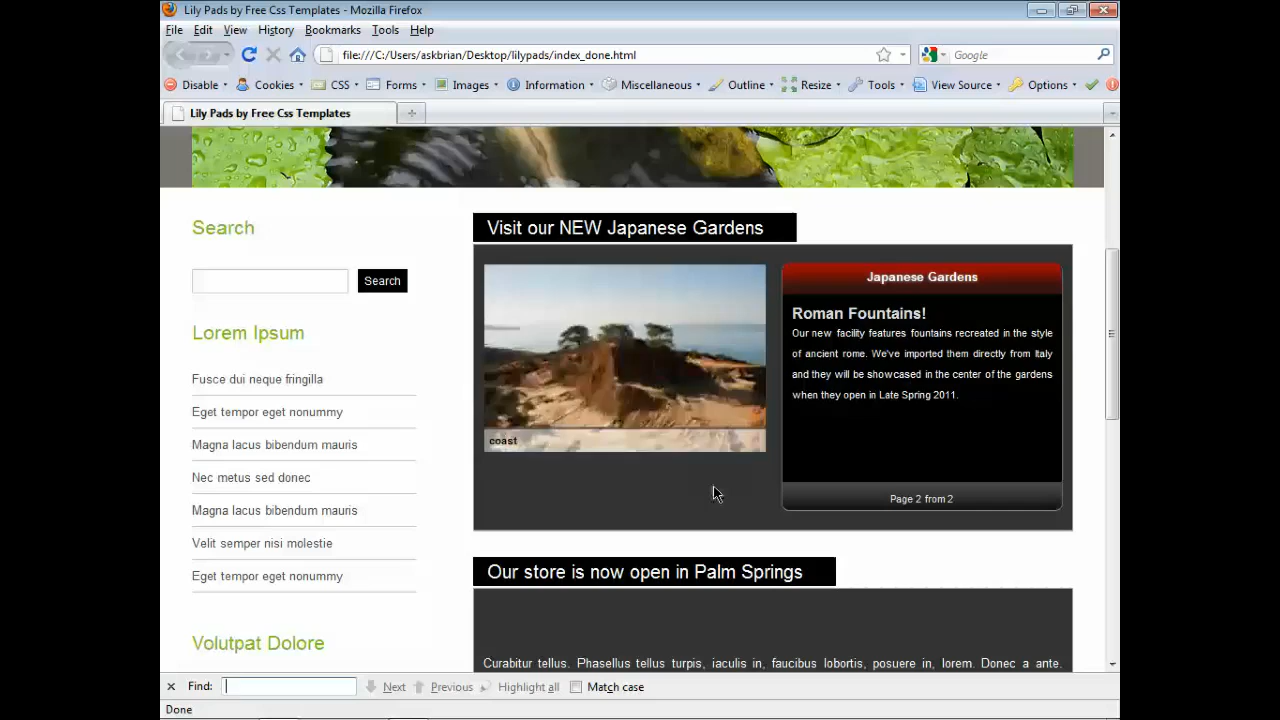 Lily Pads by Free Css Templates - Mozilla Firefox
File Edit View History Bookmarks Tools Help
file:///C:/Users/askbrian/Desktop/lilypads/index_done.html
Google
Disable Cookies CSS Forms Images Information Miscellaneous Outline Resize Tools View Source Options
Lily Pads by Free Css Templates
Search
Search
Lorem Ipsum
Fusce dui neque fringilla
Eget tempor eget nonummy
Magna lacus bibendum mauris
Nec metus sed donec
Magna lacus bibendum mauris
Velit semper nisi molestie
Eget tempor eget nonummy
Volutpat Dolore
Visit our NEW Japanese Gardens
coast
Japanese Gardens
Roman Fountains!
Our new facility features fountains recreated in the style
of ancient rome. We've imported them directly from Italy
and they will be showcased in the center of the gardens
when they open in Late Spring 2011.
Page 2 from 2
Our store is now open in Palm Springs
Curabitur tellus. Phasellus tellus turpis, iaculis in, faucibus lobortis, posuere in, lorem. Donec a ante.
Find: Next Previous Highlight all Match case
Done